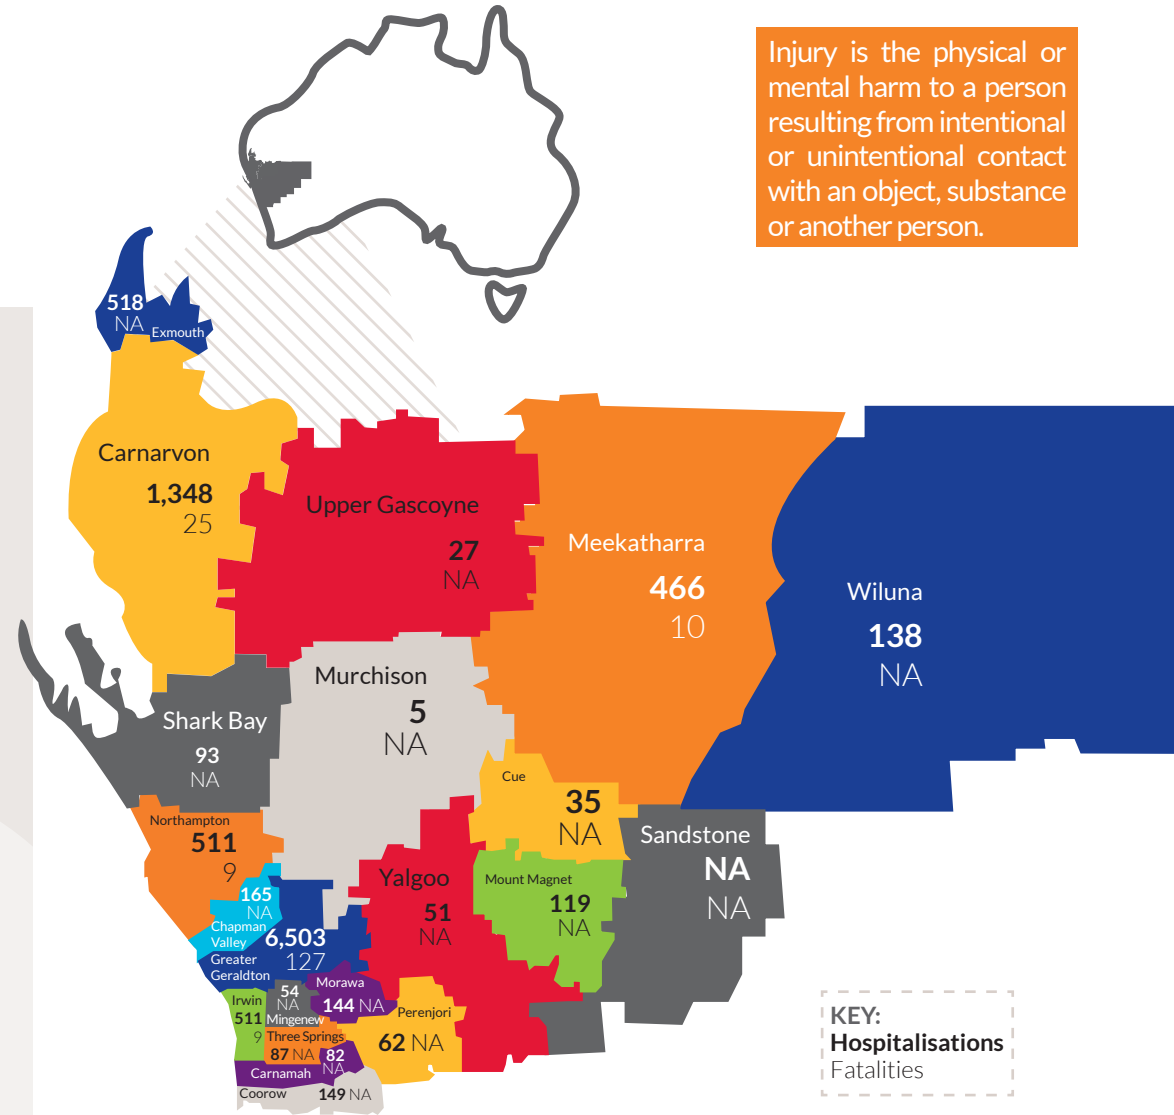 Injury is the physical or
mental harm to a person
resulting from intentional
or unintentional contact
with an object, substance
or another person.
518
NA
Exmouth
Carnarvon
1,348
25
Upper Gascoyne
27
NA
Meekatharra
466
10
Wiluna
138
NA
Murchison
5
NA
Shark Bay
93
NA
Cue
35
NA
Sandstone
NA
NA
Northampton
511
9
Yalgoo
51
NA
Mount Magnet
119
NA
165
NA
Chapman
Valley
6,503
127
Greater
Geraldton
Morawa
144 NA
54
NA
Mingenew
Irwin
511
9
Three Springs
87 NA
Perenjori
62 NA
82
NA
Carnamah
Coorow
149 NA
KEY:
Hospitalisations
Fatalities